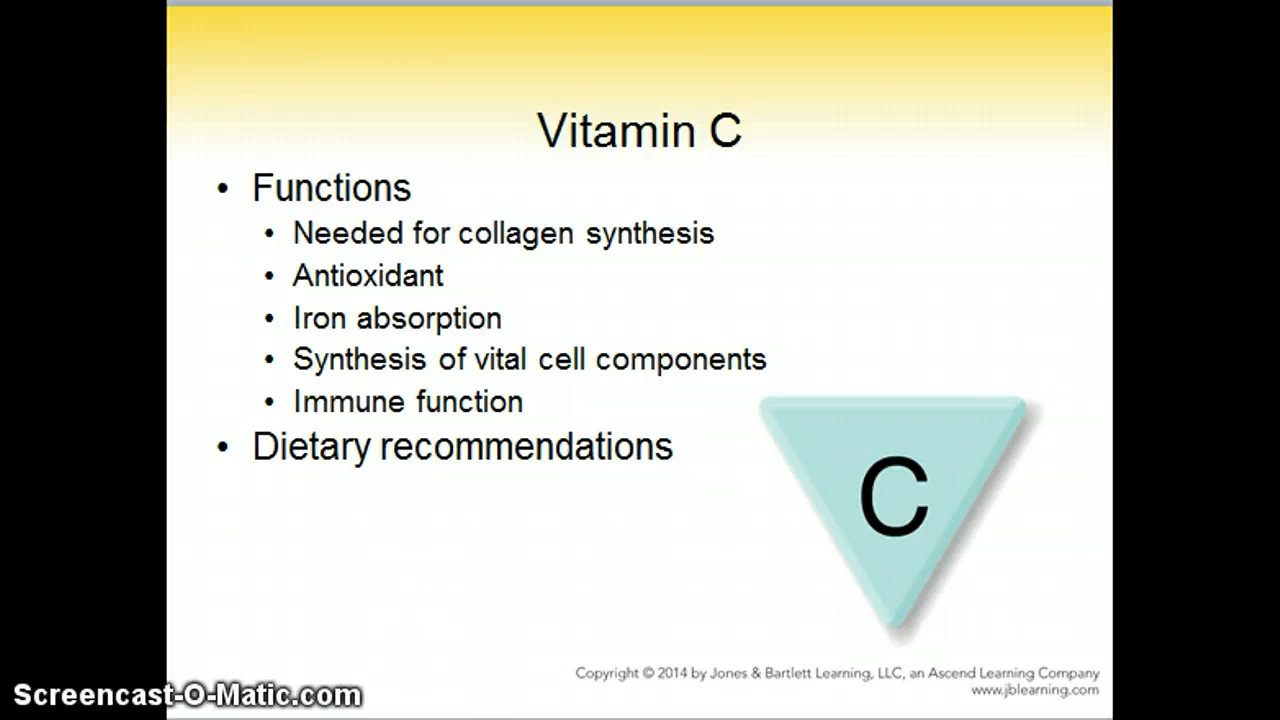 Vitamin C
• Functions
• Needed for collagen synthesis
• Antioxidant
• Iron absorption
• Synthesis of vital cell components
• Immune function
• Dietary recommendations
C
Copyright © 2014 by Jones & Bartlett Learning, LLC, an Ascend Learning Company
www.jblearning.com
Screencast-O-Matic.com